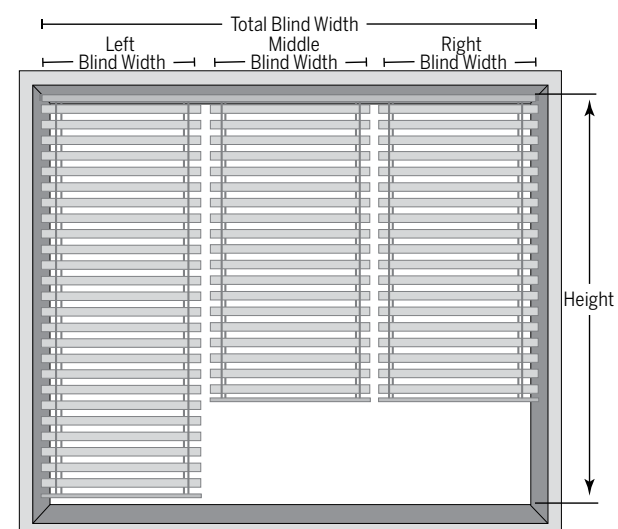 Total Blind Width
Left
Blind Width
Middle
Blind Width
Right
Blind Width
Height